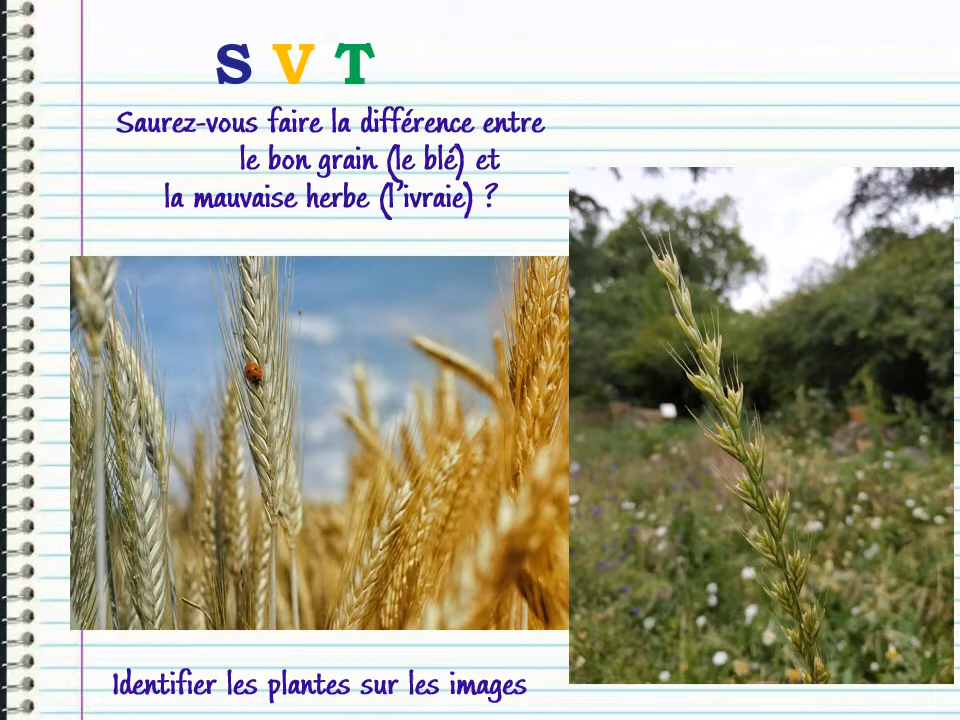 S V T
Saurez-vous faire la différence entre
le bon grain (le blé) et
la mauvaise herbe (l'ivraie) ?
Identifier les plantes sur les images